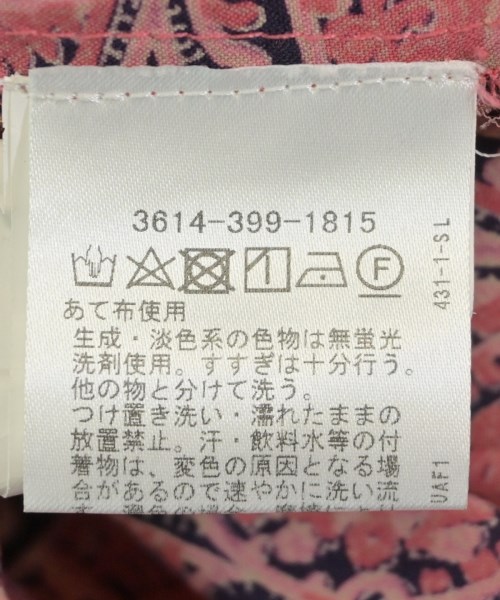 3614-399-1815
F
あて布使用
生成・淡色系の色物は無蛍光
洗剤使用。すすぎは十分行う。
他の物と分けて洗う。
つけ置き洗い・濡れたままの
放置禁止。汗・飲料水等の付
着物は、変色の原因となる場
合があるので速やかに洗い流
431-1-SL
UAF1